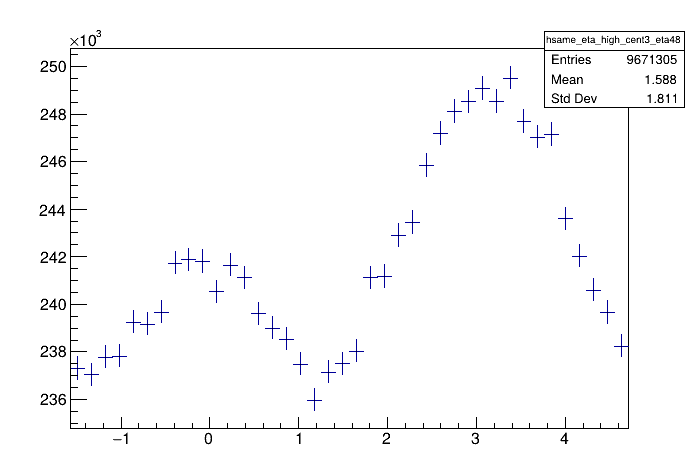 ×10³
hsame_eta_high_cent3_eta48
Entries 9671305
Mean 1.588
Std Dev 1.811
250
248
246
244
242
240
238
236
−1 0 1 2 3 4